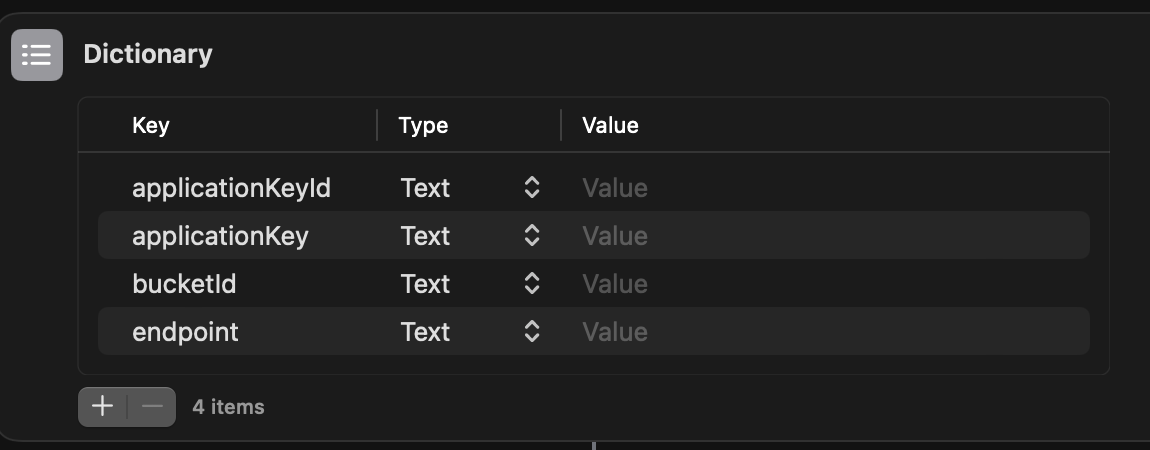 Dictionary
Key Type Value
applicationKeyId Text Value
applicationKey Text Value
bucketId Text Value
endpoint Text Value
4 items